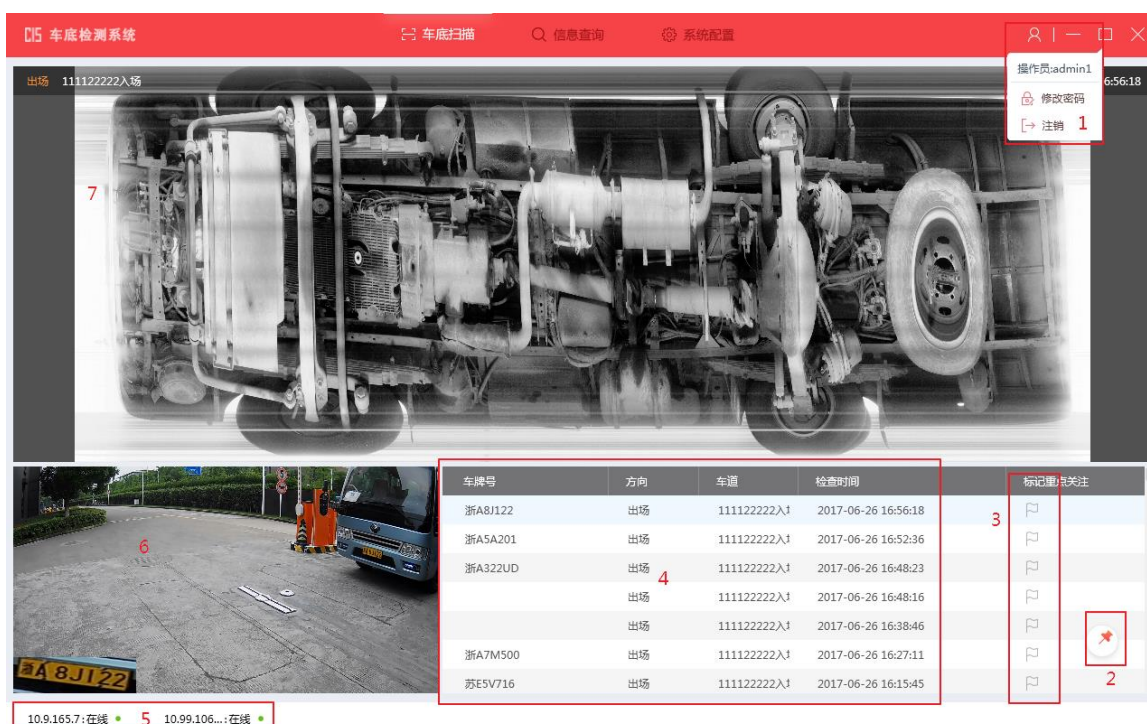 CIS 车底检测系统 车底扫描 信息查询 系统配置
操作员:admin1
修改密码
注销 1
出场 111122222入场 6:56:18
7
车牌号 方向 车道 检查时间 标记重点关注
浙A8J122 出场 111122222入 2017-06-26 16:56:18
3
浙A5A201 出场 111122222入 2017-06-26 16:52:36
浙A322UD 出场 111122222入 2017-06-26 16:48:23
4
出场 111122222入 2017-06-26 16:48:16
出场 111122222入 2017-06-26 16:38:46
浙A7M500 出场 111122222入 2017-06-26 16:27:11
苏E5V716 出场 111122222入 2017-06-26 16:15:45
2
6
浙A 8J122
10.9.165.7:在线 5 10.99.106...:在线